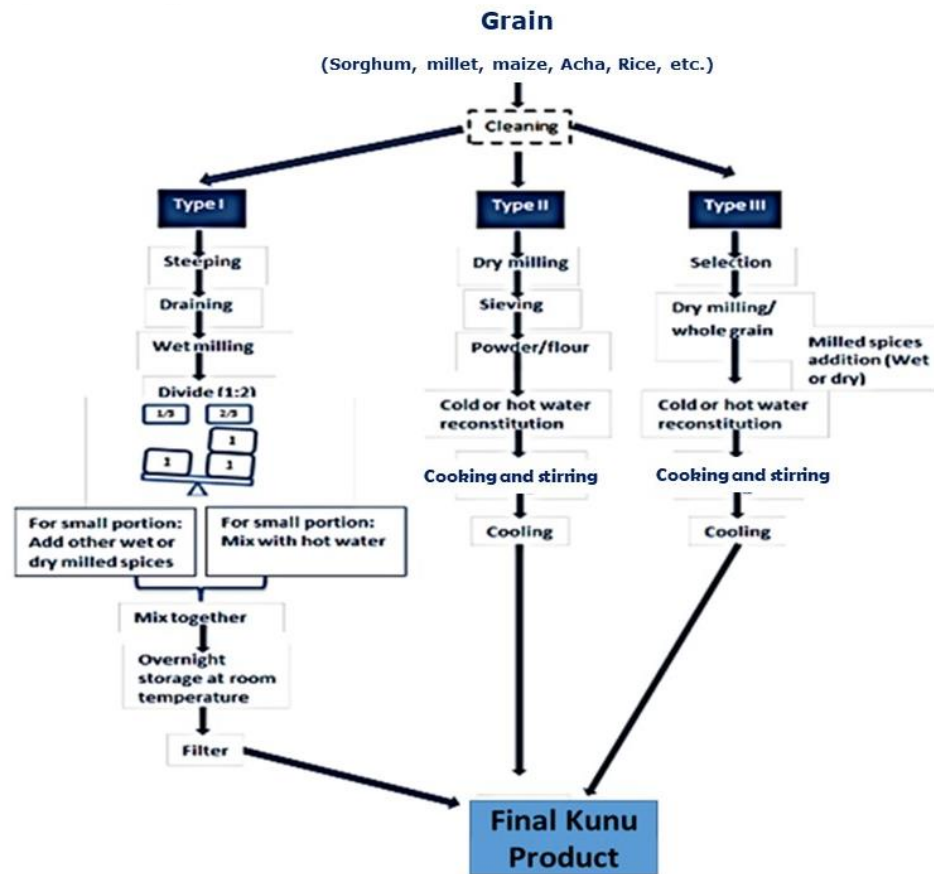 Grain
(Sorghum, millet, maize, Acha, Rice, etc.)
Cleaning
Type I
Steeping
Draining
Wet milling
Divide (1:2)
1/3
2/3
1
1
1
For small portion:
Add other wet or
dry milled spices
For small portion:
Mix with hot water
Mix together
Overnight
storage at room
temperature
Filter
Type II
Dry milling
Sieving
Powder/flour
Cold or hot water
reconstitution
Cooking and stirring
Cooling
Type III
Selection
Dry milling/
whole grain
Milled spices
addition (Wet
or dry)
Cold or hot water
reconstitution
Cooking and stirring
Cooling
Final Kunu
Product